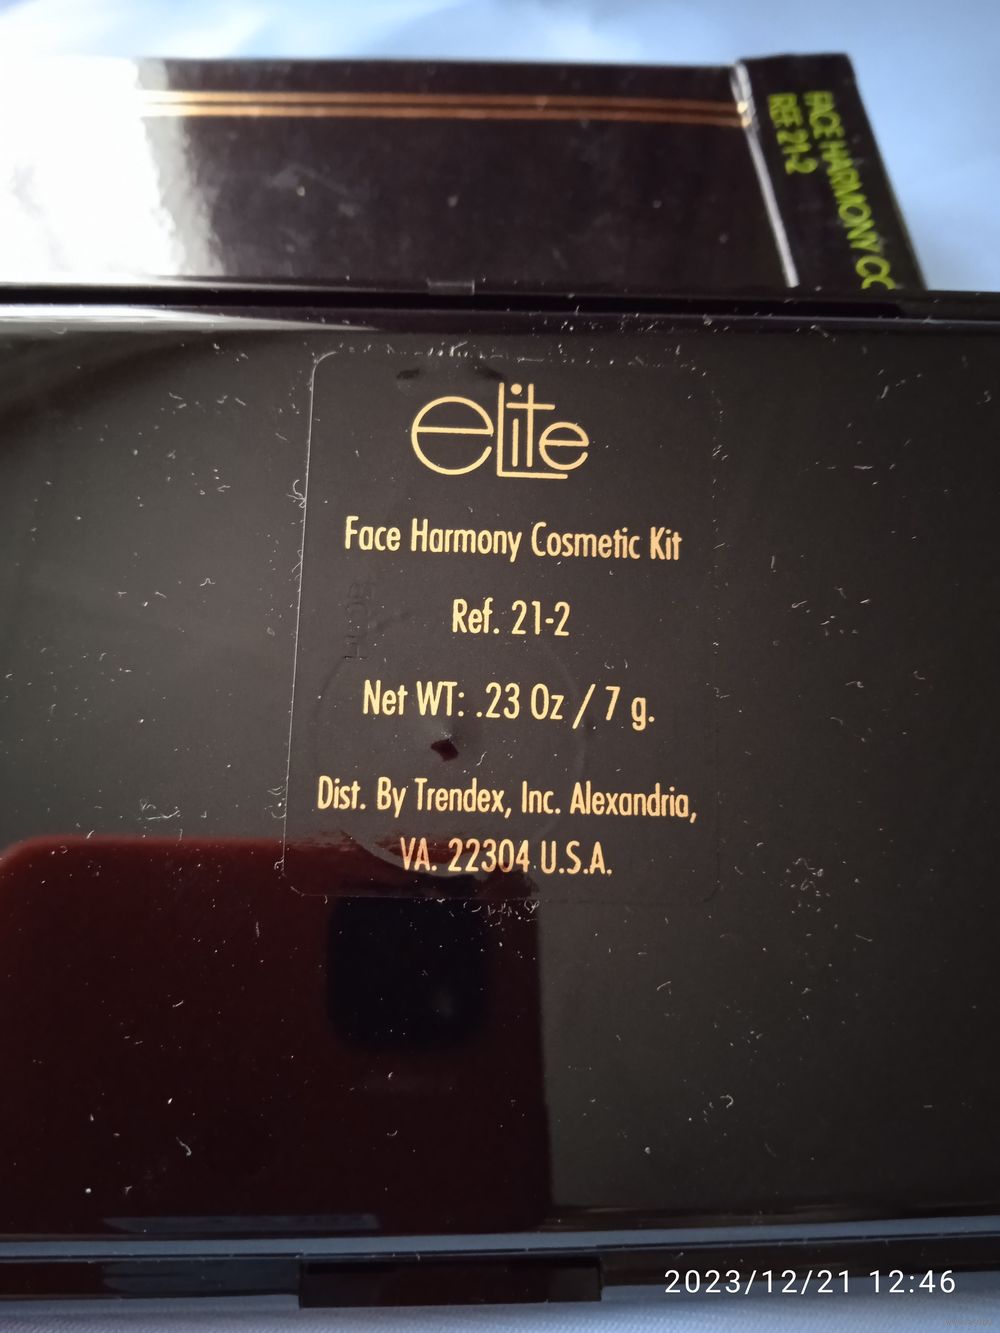 FACE HARMONY CO
REF 21-2
eLite
Face Harmony Cosmetic Kit
Ref. 21-2
Net WT: .23 Oz / 7 g.
Dist. By Trendex, Inc. Alexandria,
VA. 22304 U.S.A.
2023/12/21 12:46